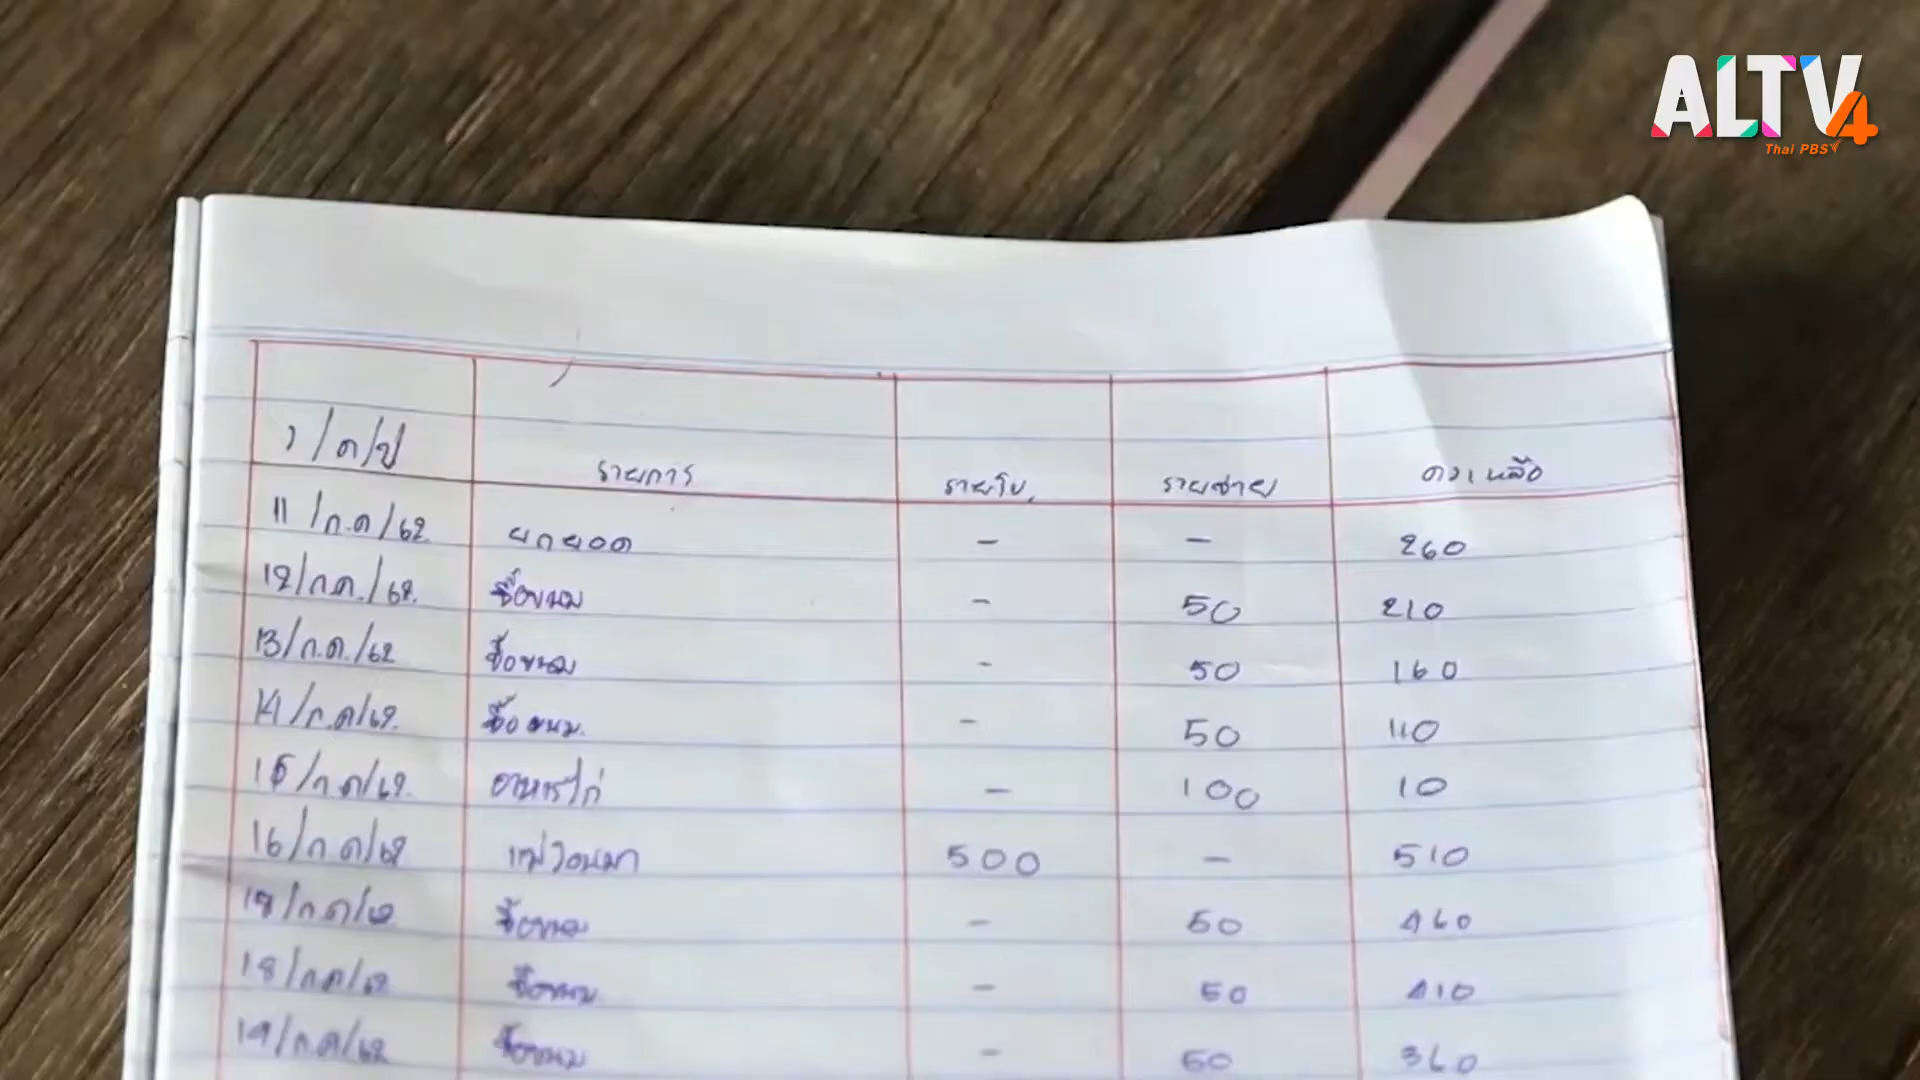 ALTV4
Thai PBS
ว/ด/ป รายการ รายรับ รายจ่าย คงเหลือ
11/ก.ค/62 ยกยอด - - 260
12/ก.ค./62. ซื้อขนม - 50 210
13/ก.ค./62 ซื้อขนม - 50 160
14/ก.ค/62. ซื้อขนม. - 50 110
15/ก.ค/62. อาหารไก่ - 100 10
16/ก.ค/62 แม่โอนมา 500 - 510
17/ก.ค/62 ซื้อขนม - 50 460
18/ก.ค/62 ซื้อขนม - 50 410
19/ก.ค/62 ซื้อขนม - 50 360